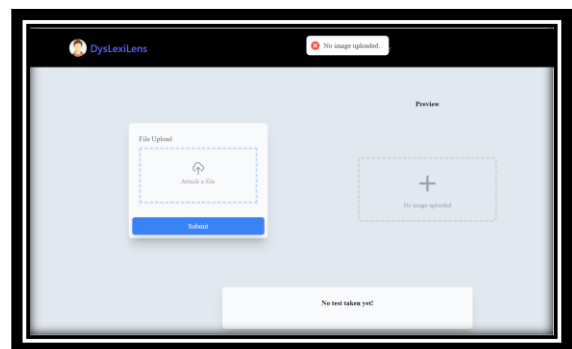 DysLexiLens
No image uploaded.
Preview
File Upload
Attach a file
No image uploaded
Submit
No test taken yet!